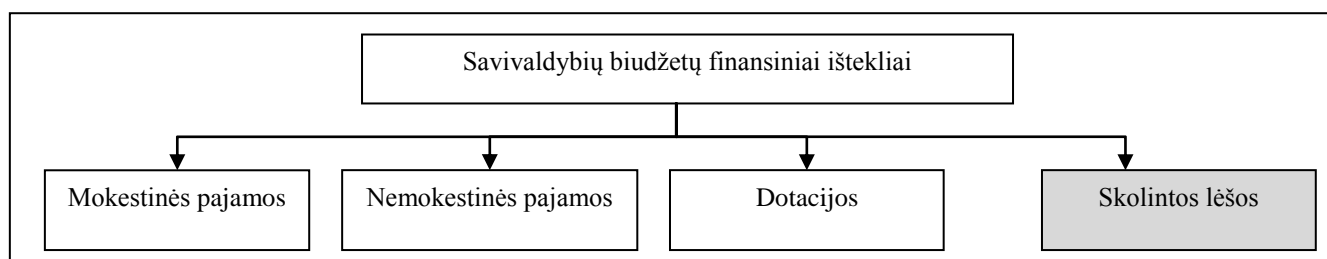 Savivaldybių biudžetų finansiniai ištekliai
Mokestinės pajamos
Nemokestinės pajamos
Dotacijos
Skolintos lėšos